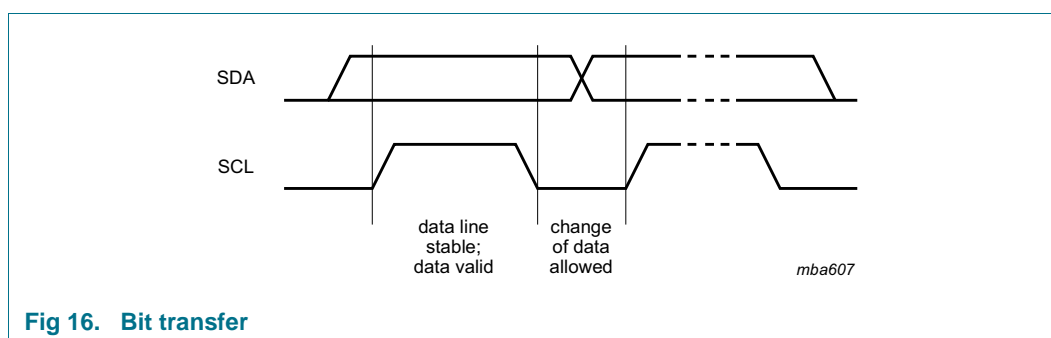 SDA
SCL
data line
stable;
data valid
change
of data
allowed
mba607
Fig 16. Bit transfer